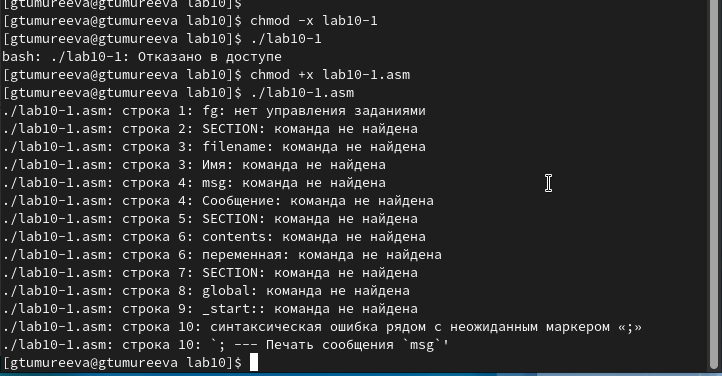 [gtumureeva@gtumureeva lab10]$
[gtumureeva@gtumureeva lab10]$ chmod -x lab10-1
[gtumureeva@gtumureeva lab10]$ ./lab10-1
bash: ./lab10-1: Отказано в доступе
[gtumureeva@gtumureeva lab10]$ chmod +x lab10-1.asm
[gtumureeva@gtumureeva lab10]$ ./lab10-1.asm
./lab10-1.asm: строка 1: fg: нет управления заданиями
./lab10-1.asm: строка 2: SECTION: команда не найдена
./lab10-1.asm: строка 3: filename: команда не найдена
./lab10-1.asm: строка 3: Имя: команда не найдена
./lab10-1.asm: строка 4: msg: команда не найдена
./lab10-1.asm: строка 4: Сообщение: команда не найдена
./lab10-1.asm: строка 5: SECTION: команда не найдена
./lab10-1.asm: строка 6: contents: команда не найдена
./lab10-1.asm: строка 6: переменная: команда не найдена
./lab10-1.asm: строка 7: SECTION: команда не найдена
./lab10-1.asm: строка 8: global: команда не найдена
./lab10-1.asm: строка 9: _start:: команда не найдена
./lab10-1.asm: строка 10: синтаксическая ошибка рядом с неожиданным маркером «;»
./lab10-1.asm: строка 10: `; --- Печать сообщения `msg`'
[gtumureeva@gtumureeva lab10]$